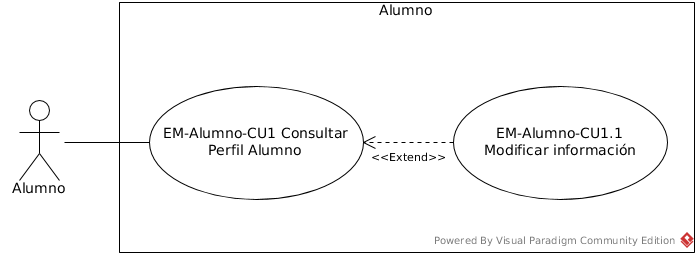 Alumno
EM-Alumno-CU1 Consultar
Perfil Alumno
EM-Alumno-CU1.1
Modificar información
<<Extend>>
Alumno
Powered By Visual Paradigm Community Edition